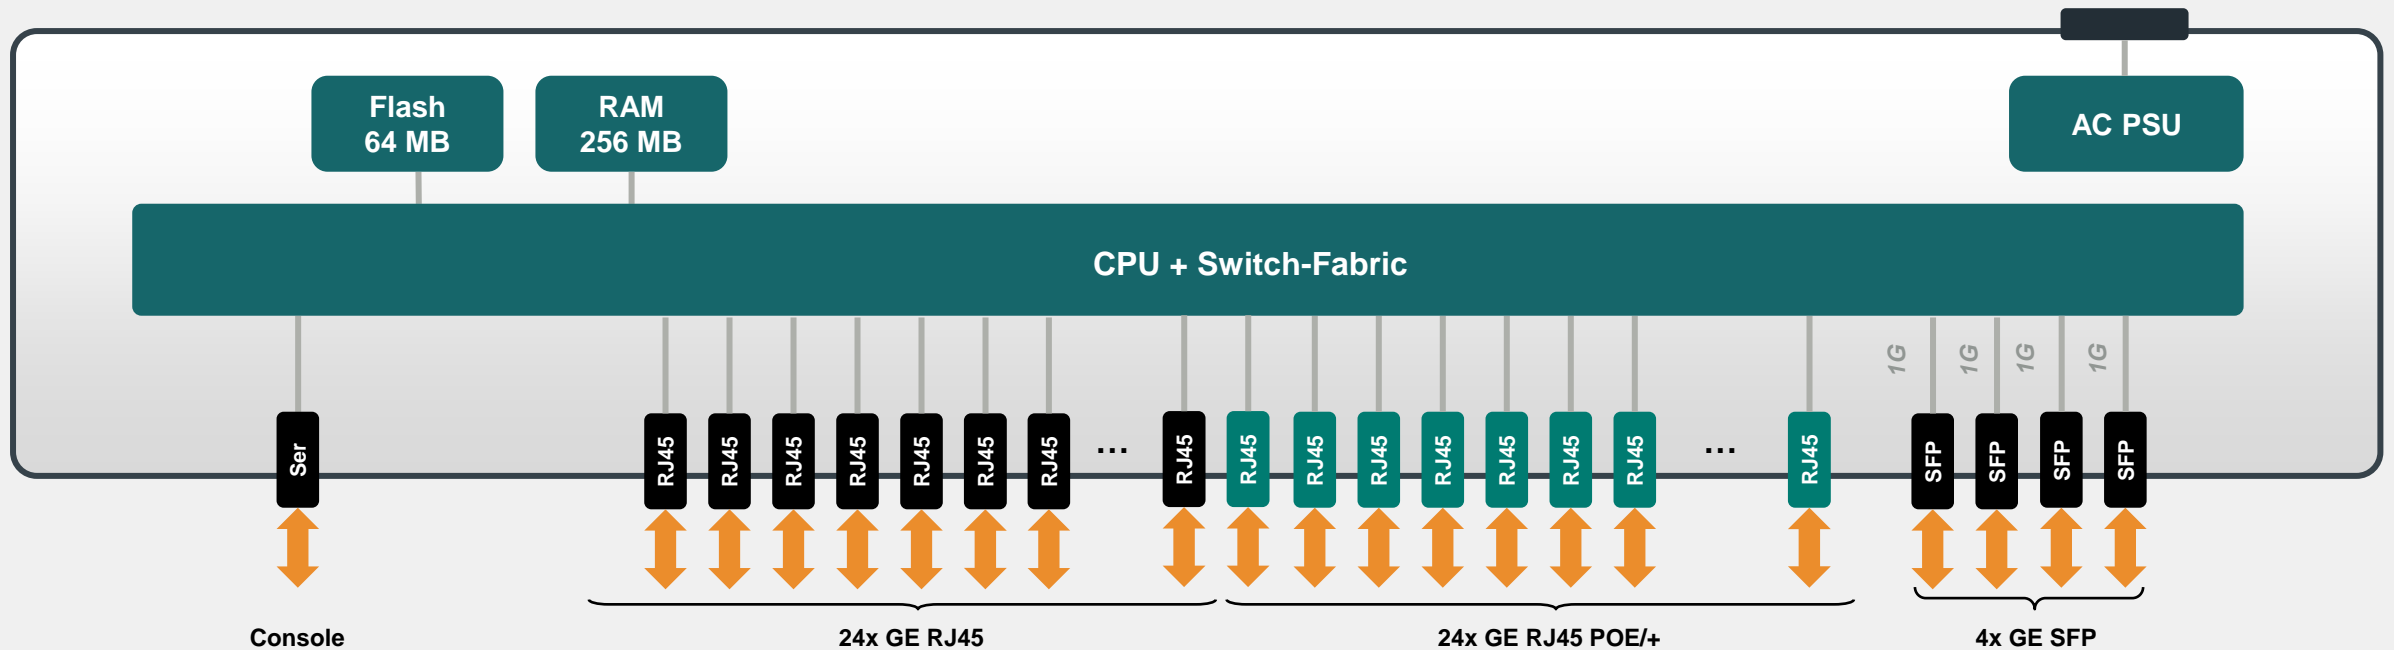 Flash
64 MB
RAM
256 MB
AC PSU
CPU + Switch-Fabric
1G
1G
1G
1G
Ser
RJ45
RJ45
RJ45
RJ45
RJ45
RJ45
RJ45
...
RJ45
RJ45
RJ45
RJ45
RJ45
RJ45
RJ45
RJ45
...
RJ45
SFP
SFP
SFP
SFP
Console
24x GE RJ45
24x GE RJ45 POE/+
4x GE SFP